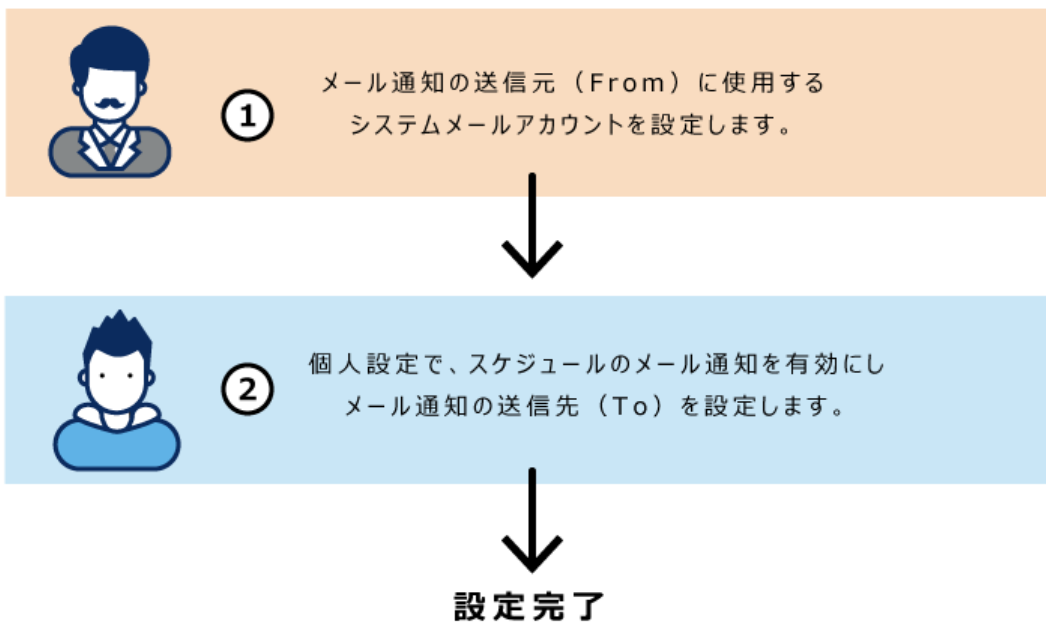 ①
メール通知の送信元（From）に使用する
システムメールアカウントを設定します。
②
個人設定で、スケジュールのメール通知を有効にし
メール通知の送信先（To）を設定します。
設定完了